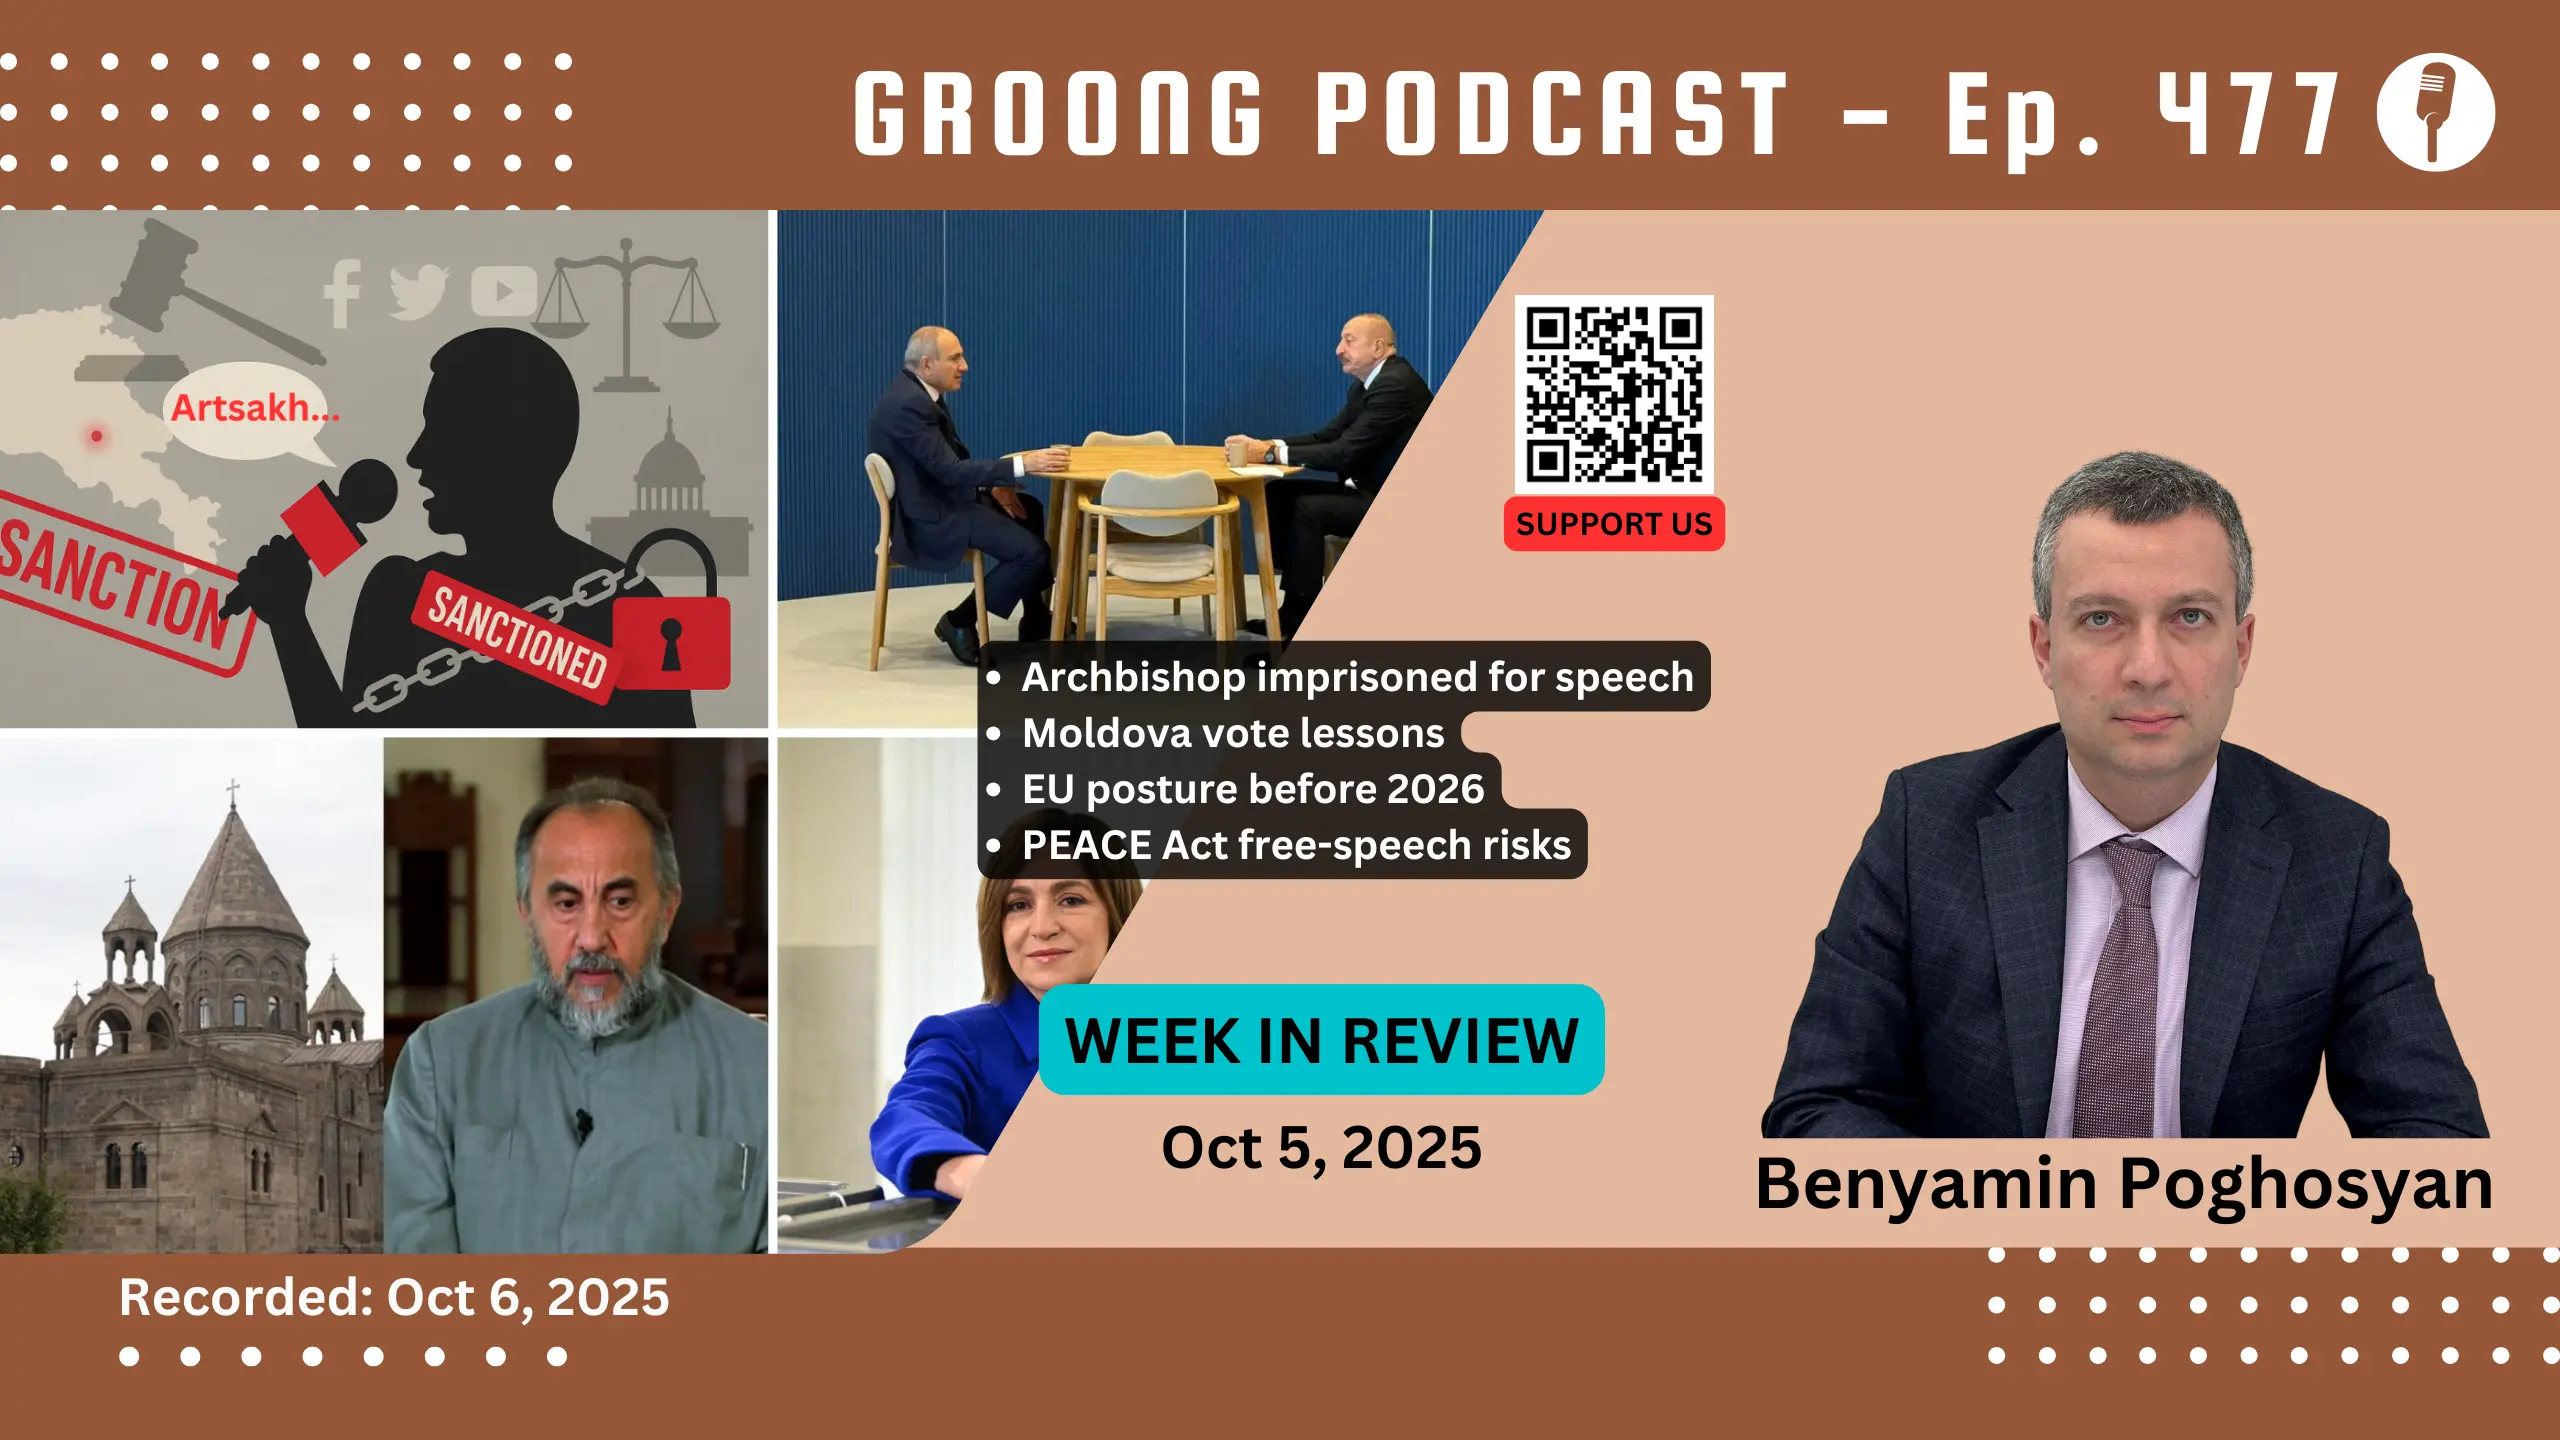 GROONG PODCAST – Ep. 477
Artsakh...
SANCTION
SANCTIONED
SUPPORT US
• Archbishop imprisoned for speech
• Moldova vote lessons
• EU posture before 2026
• PEACE Act free-speech risks
WEEK IN REVIEW
Oct 5, 2025
Benyamin Poghosyan
Recorded: Oct 6, 2025